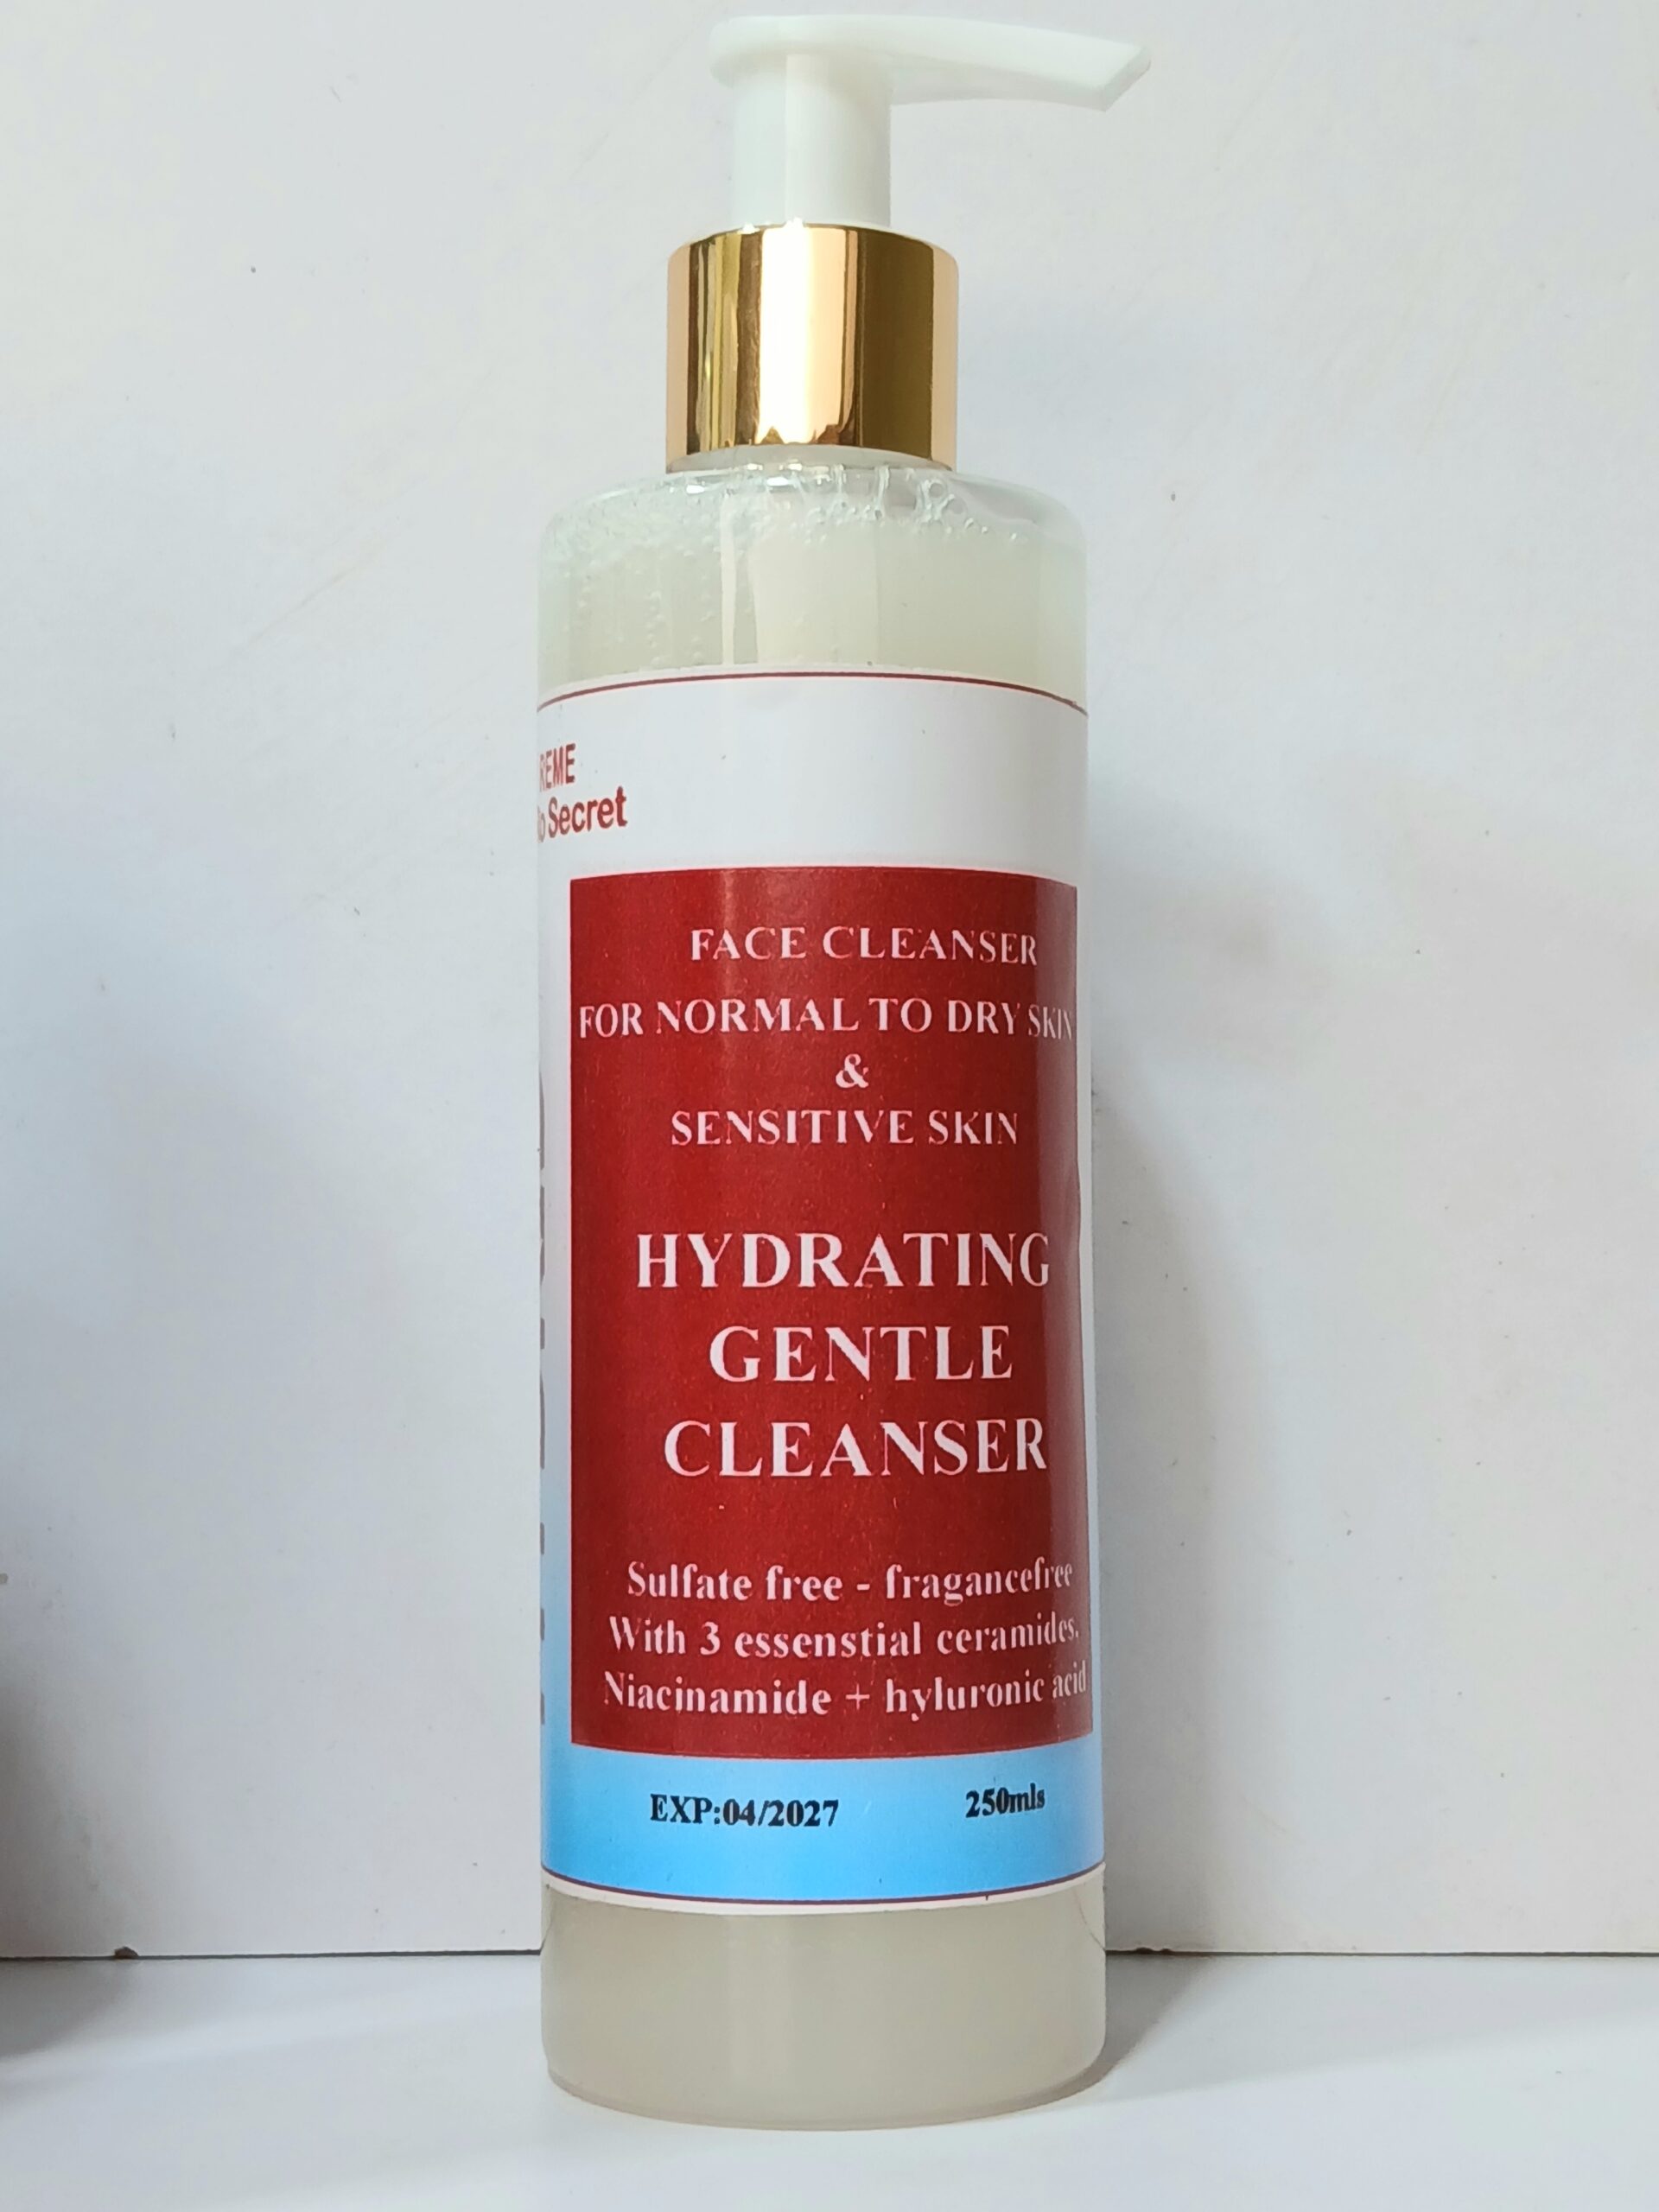 Secret
FACE CLEANSER
FOR NORMAL TO DRY SKIN
&
SENSITIVE SKIN
HYDRATING
GENTLE
CLEANSER
Sulfate free - fragancefree
With 3 essenstial ceramides,
Niacinamide + hyluronic acid
EXP:04/2027 250mls